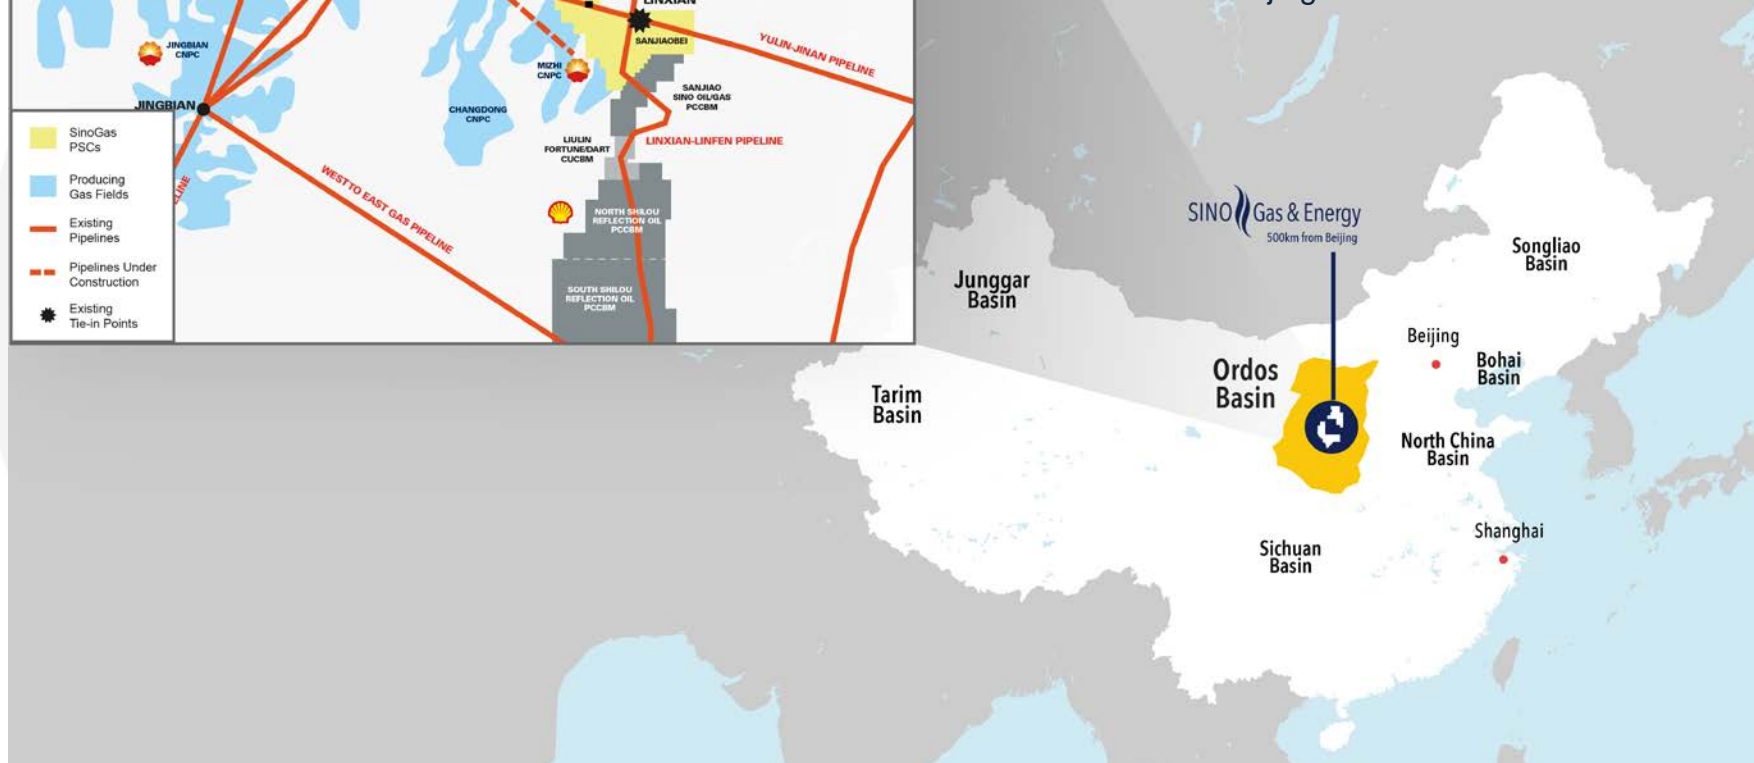 LINXIAN
JINGBIAN
CNPC
SANJIAOBEI
YULIN-JINAN PIPELINE
MIZHI
CNPC
SANJIAO
SINO OIL/GAS
PCCBM
JINGBIAN
CHANGDONG
CNPC
LIULIN
FORTUNE/DART
CUCBM
LINXIAN-LINFEN PIPELINE
SinoGas
PSCs
Producing
Gas Fields
Existing
Pipelines
Pipelines Under
Construction
Existing
Tie-in Points
WEST TO EAST GAS PIPELINE
NORTH SHILOU
REFLECTION OIL
PCCBM
SOUTH SHILOU
REFLECTION OIL
PCCBM
SINO Gas & Energy
500km from Beijing
Songliao
Basin
Junggar
Basin
Beijing
Bohai
Basin
Ordos
Basin
Tarim
Basin
North China
Basin
Shanghai
Sichuan
Basin